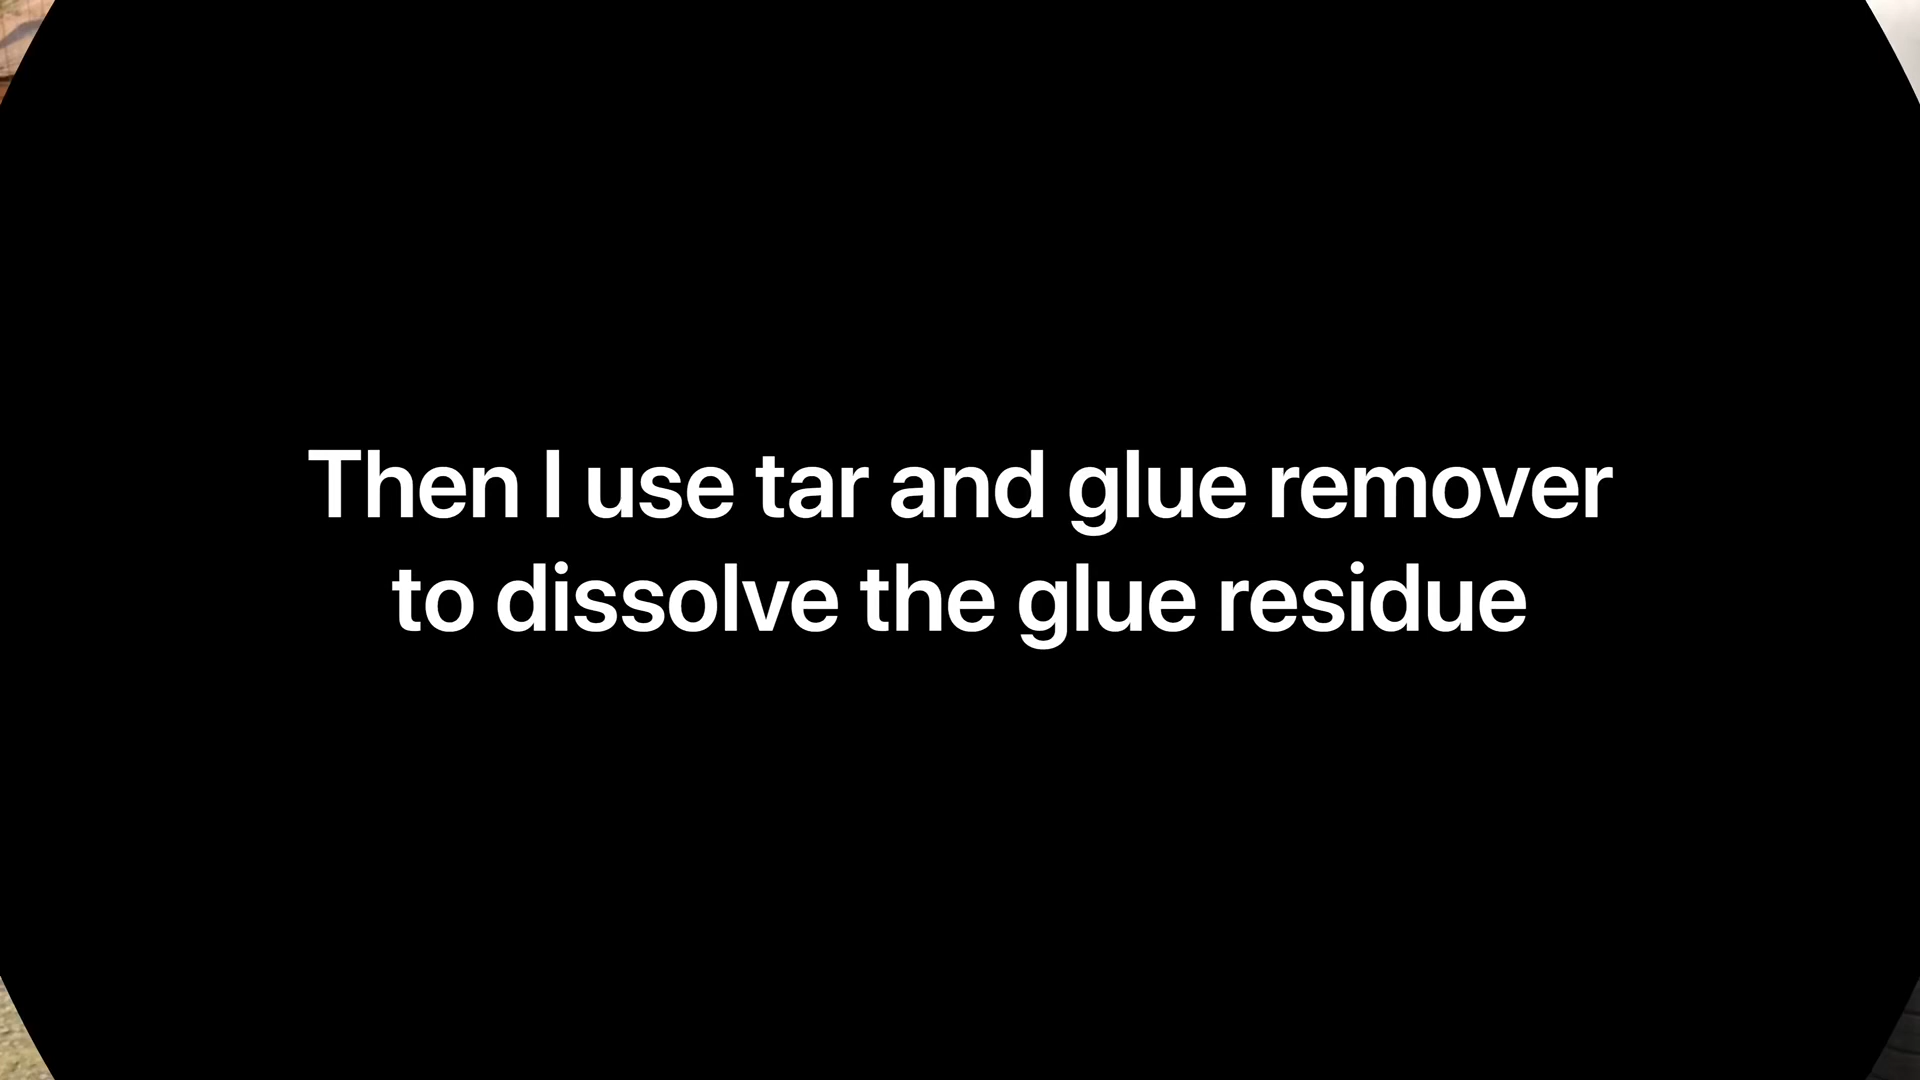 Then I use tar and glue remover
to dissolve the glue residue